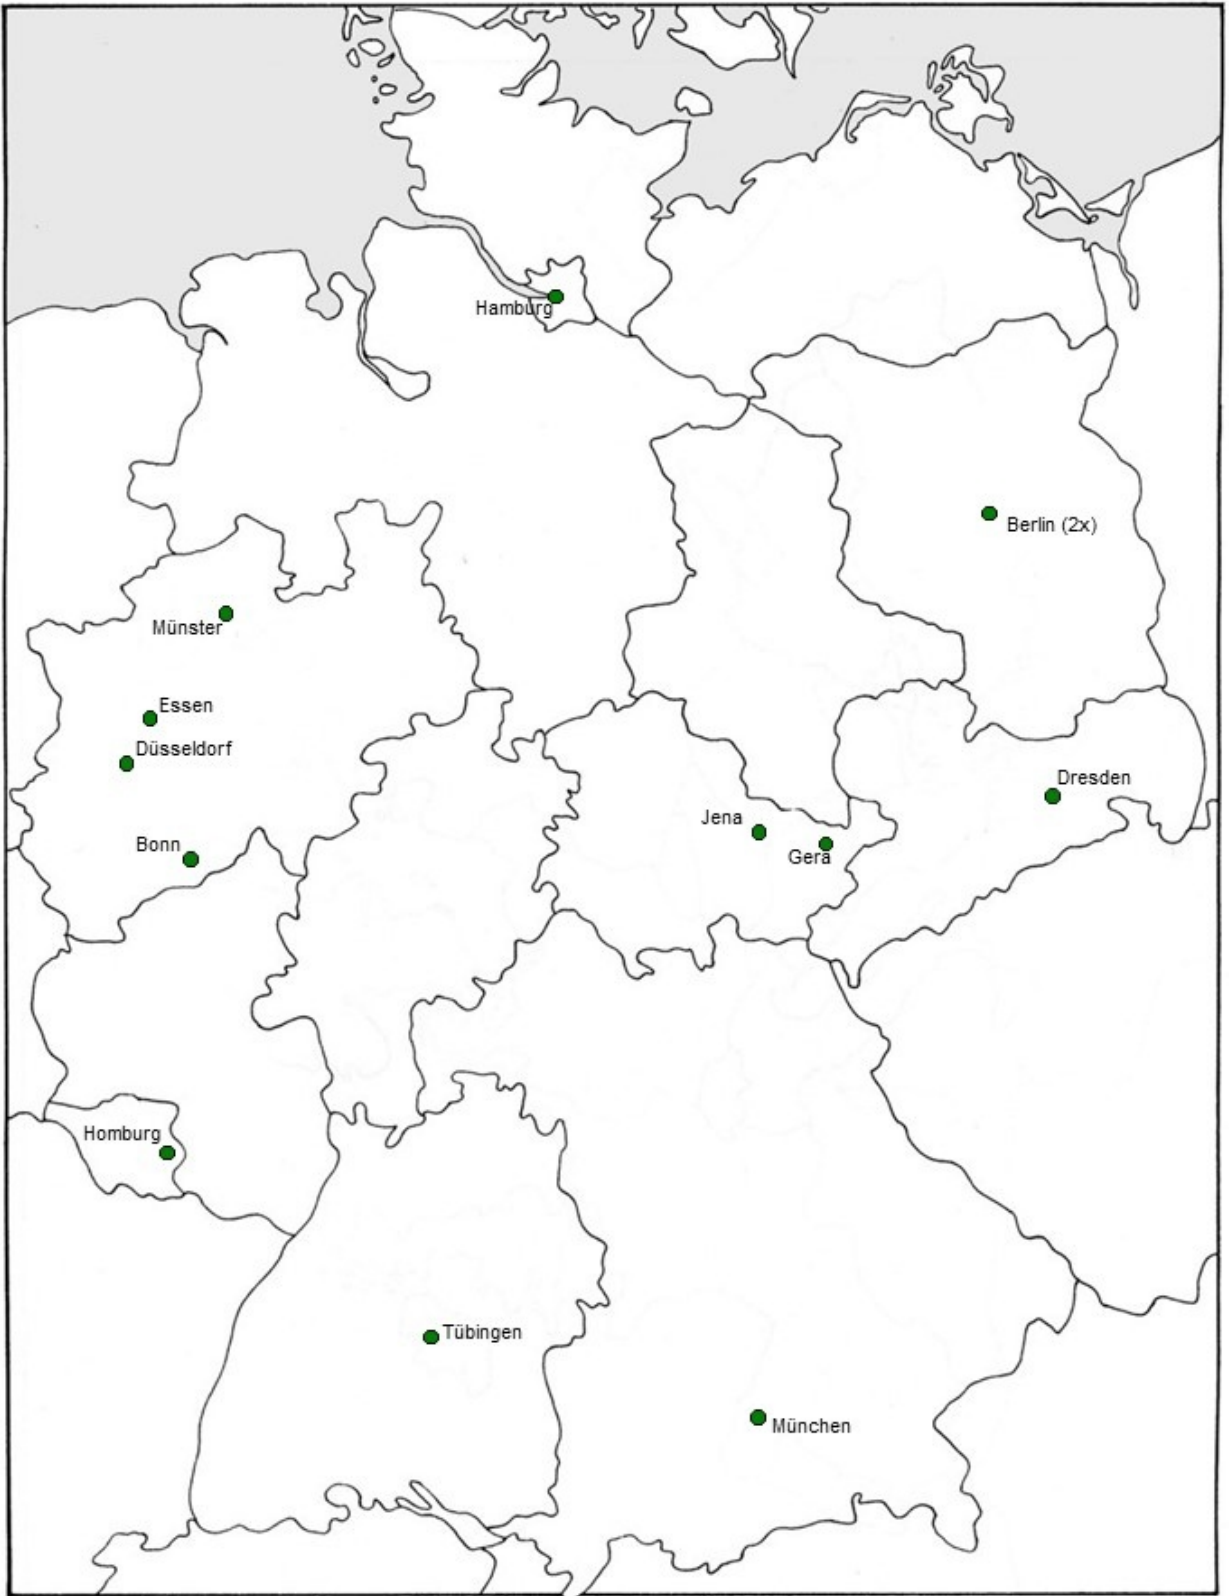 Hamburg
Berlin (2x)
Münster
Essen
Düsseldorf
Dresden
Jena
Bonn
Gera
Homburg
Tübingen
München